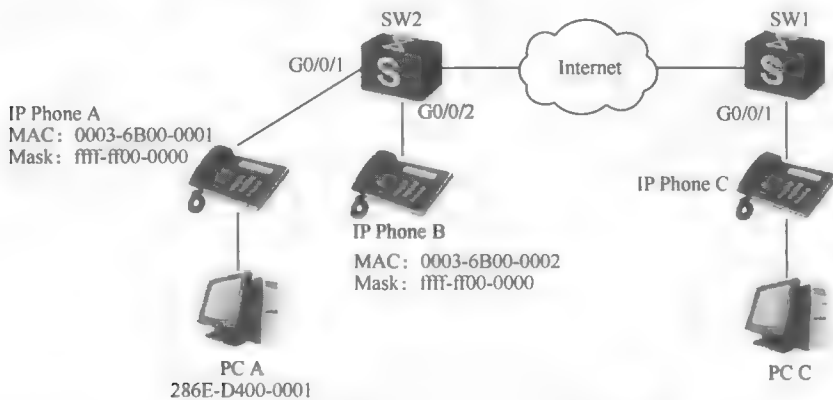 SW2
SW1
G0/0/1
Internet
G0/0/2
G0/0/1
IP Phone A
MAC: 0003-6B00-0001
Mask: ffff-ff00-0000
IP Phone C
IP Phone B
MAC: 0003-6B00-0002
Mask: ffff-ff00-0000
PC A
286E-D400-0001
PC C